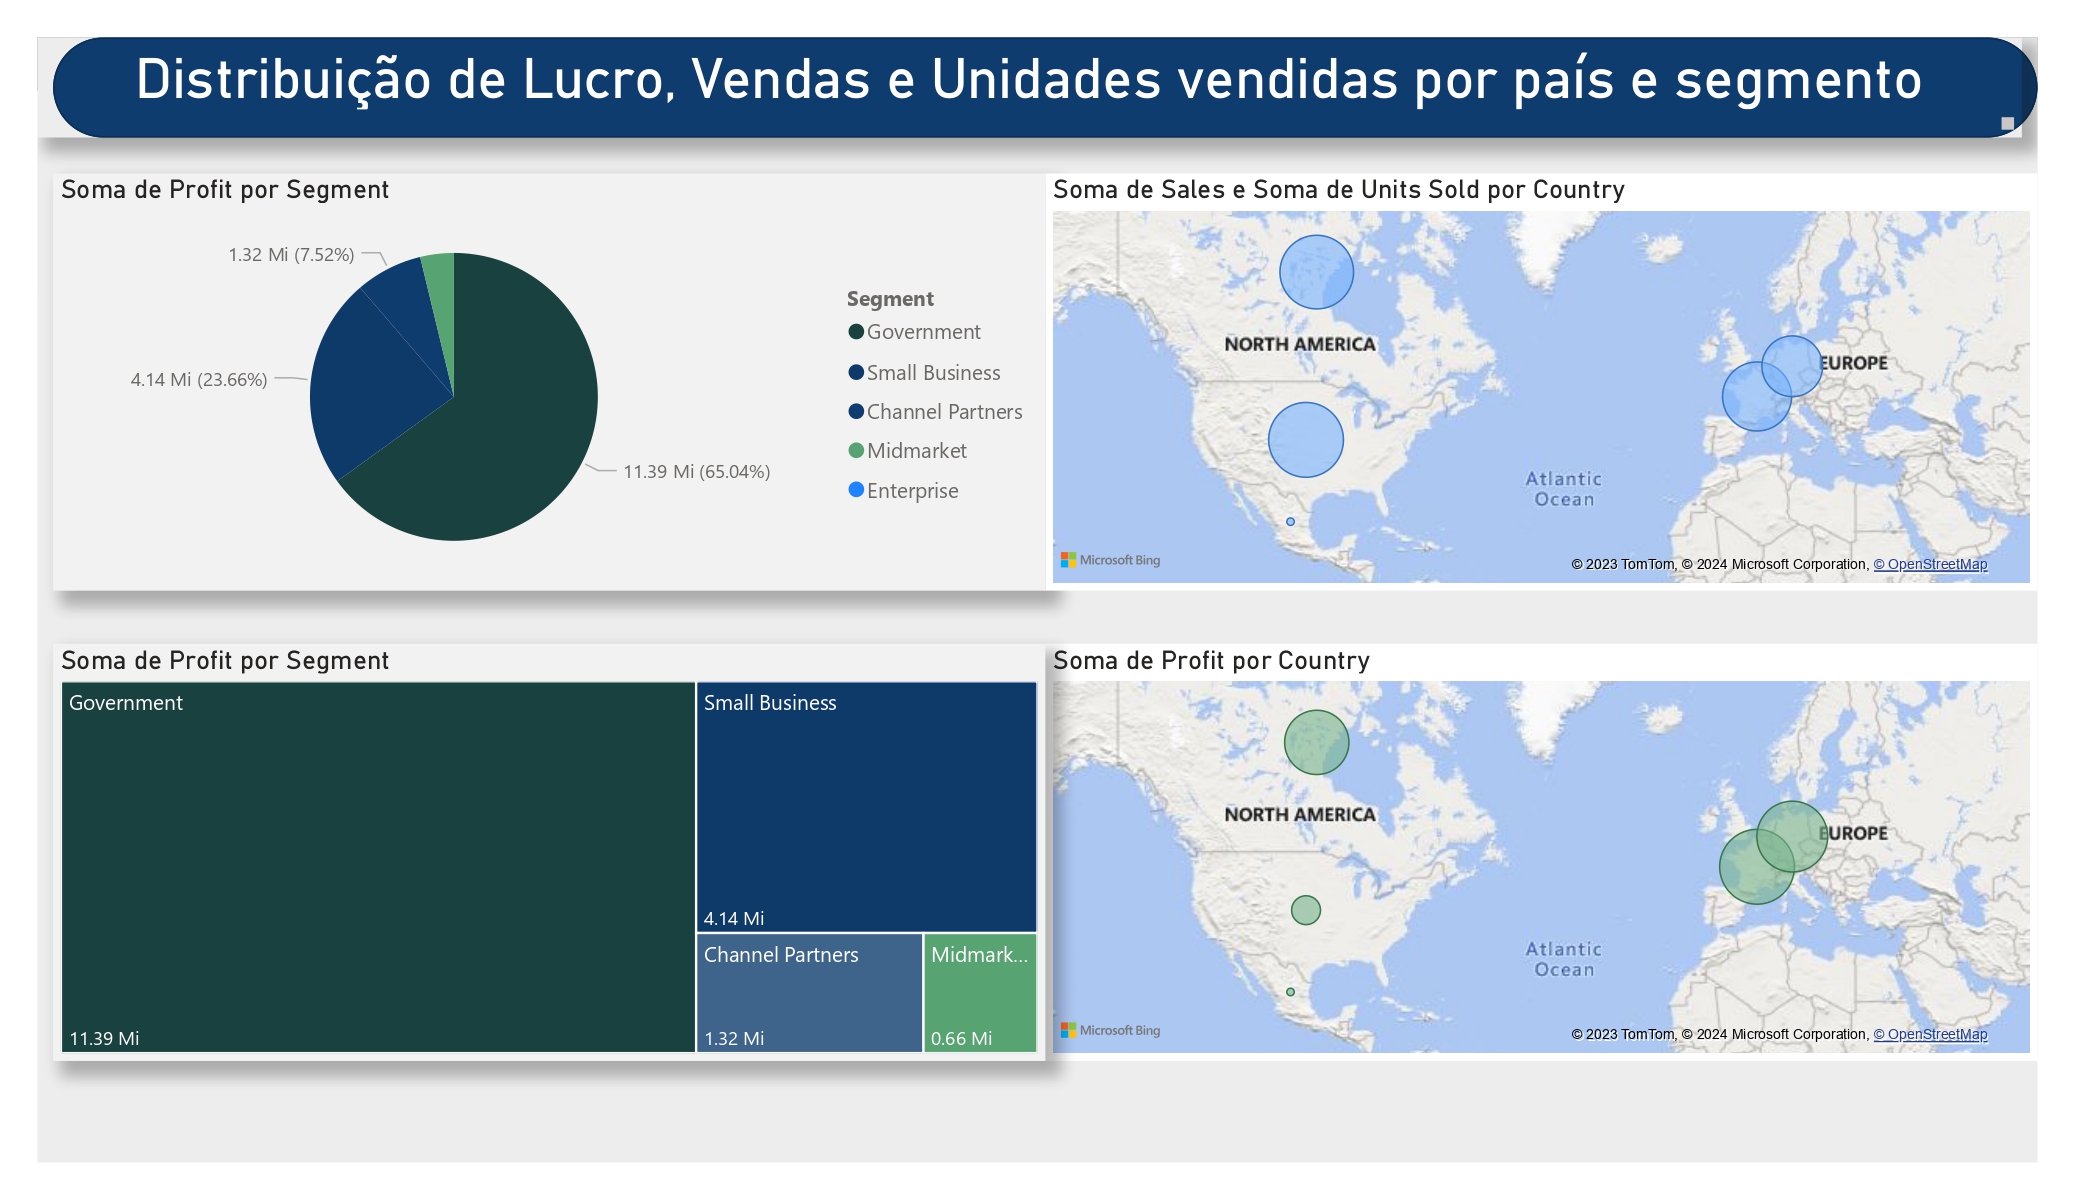 Distribuição de Lucro, Vendas e Unidades vendidas por país e segmento
Soma de Profit por Segment
1.32 Mi (7.52%)
4.14 Mi (23.66%)
11.39 Mi (65.04%)
Segment
Government
Small Business
Channel Partners
Midmarket
Enterprise
Soma de Sales e Soma de Units Sold por Country
NORTH AMERICA
EUROPE
Atlantic
Ocean
Microsoft Bing
© 2023 TomTom, © 2024 Microsoft Corporation, © OpenStreetMap
Soma de Profit por Segment
Government
11.39 Mi
Small Business
4.14 Mi
Channel Partners
1.32 Mi
Midmark...
0.66 Mi
Soma de Profit por Country
NORTH AMERICA
EUROPE
Atlantic
Ocean
Microsoft Bing
© 2023 TomTom, © 2024 Microsoft Corporation, © OpenStreetMap